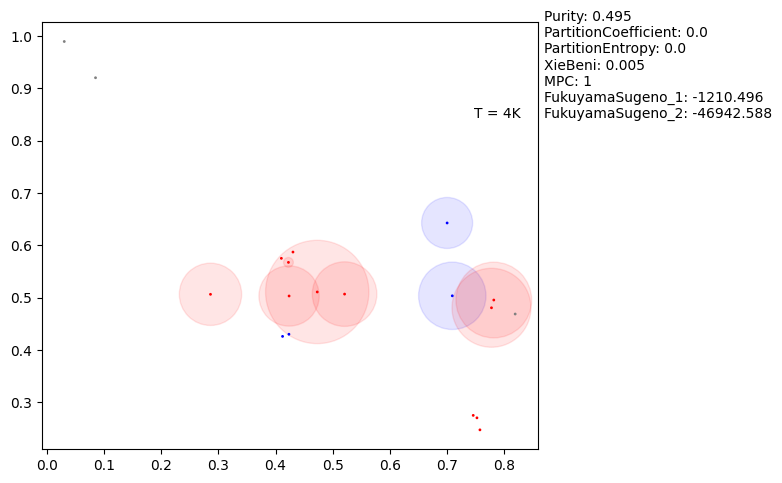 Purity: 0.495
PartitionCoefficient: 0.0
PartitionEntropy: 0.0
XieBeni: 0.005
MPC: 1
FukuyamaSugeno_1: -1210.496
FukuyamaSugeno_2: -46942.588
T = 4K
1.0
0.9
0.8
0.7
0.6
0.5
0.4
0.3
0.0 0.1 0.2 0.3 0.4 0.5 0.6 0.7 0.8